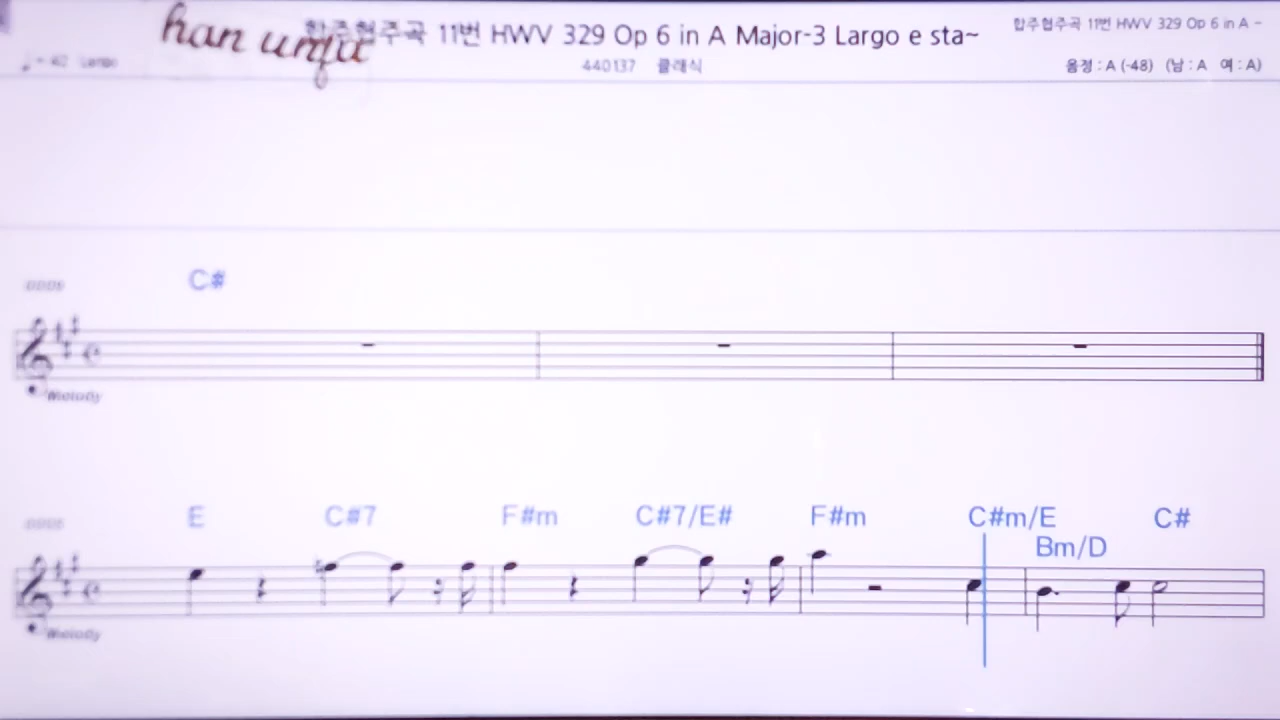 han
합주협주곡 11번 HWV 329 Op 6 in A Major-3 Largo e sta~
합주협주곡 11번 HWV 329 Op 6 in A -
Largo
440137 클래식
음정 : A (-48) (남 : A 여 : A)
C#
Melody
E C#7 F#m C#7/E# F#m C#m/E C#
Bm/D
Melody